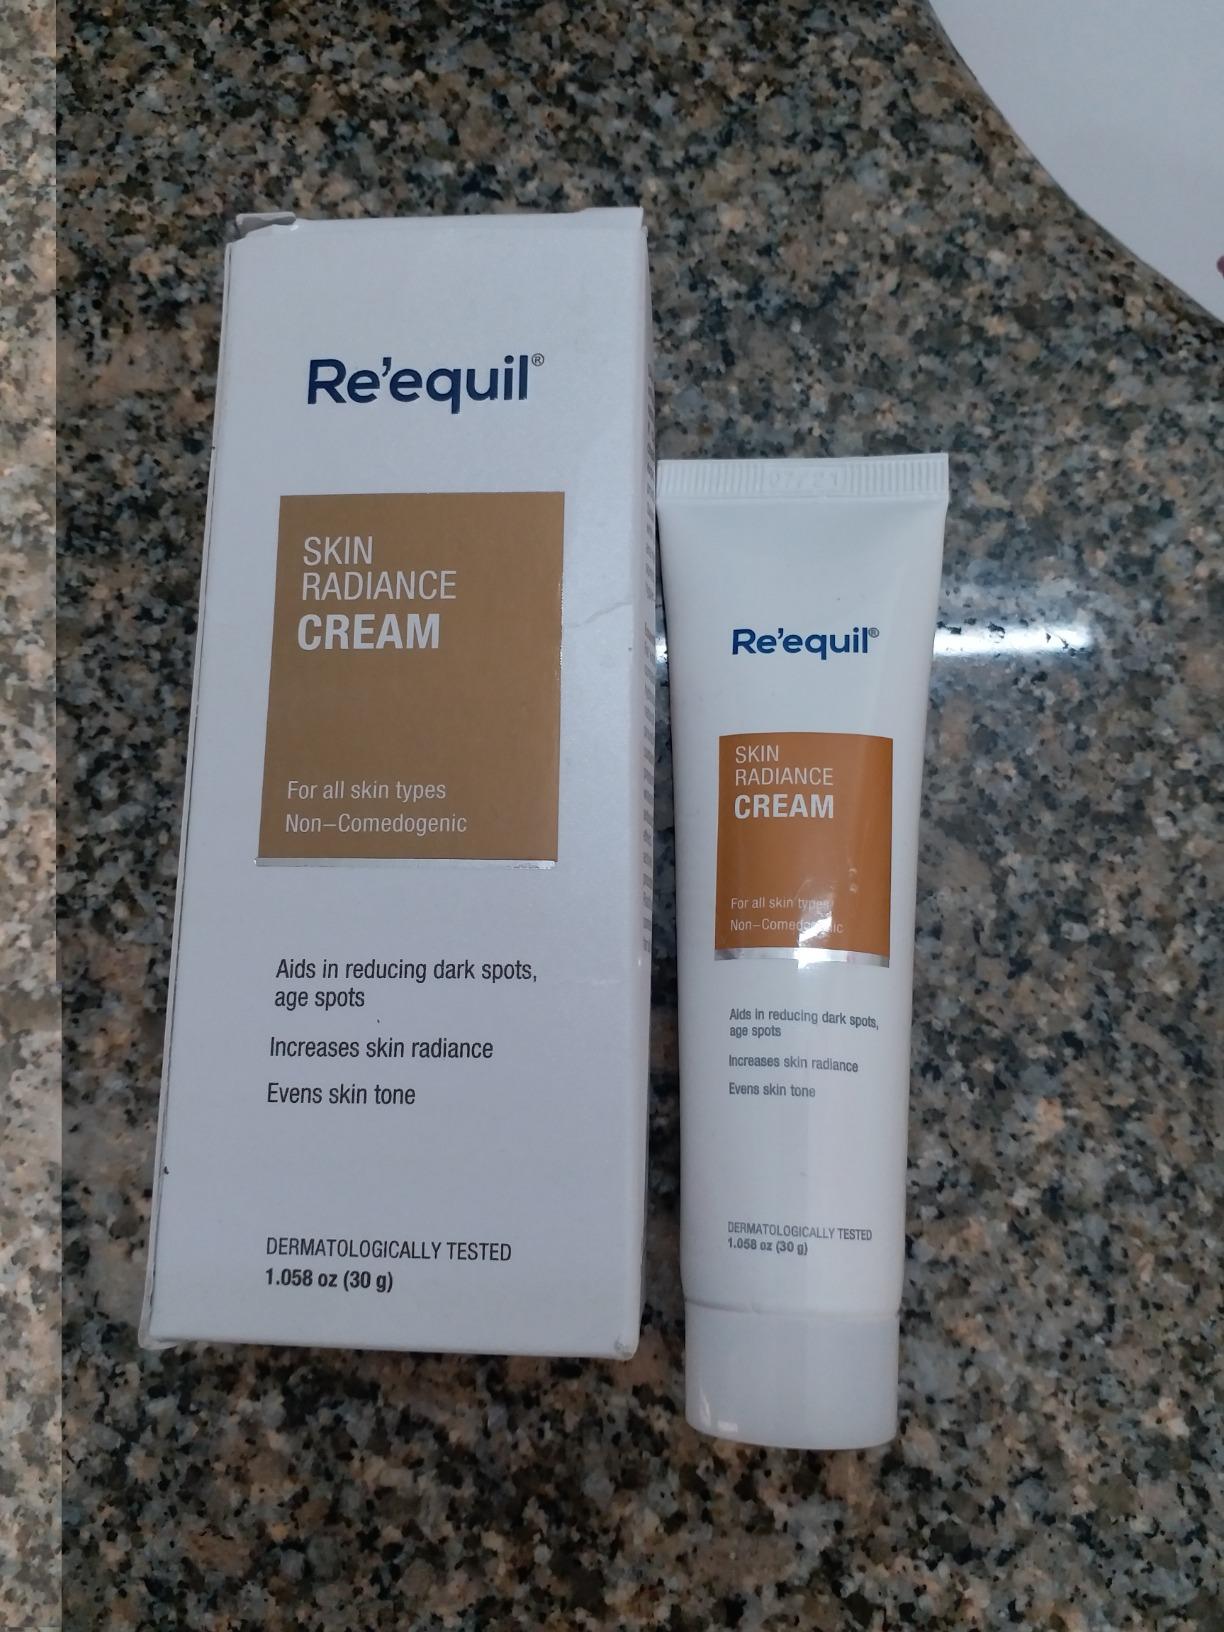 Re'equil®
SKIN
RADIANCE
CREAM
For all skin types
Non–Comedogenic
Aids in reducing dark spots,
age spots
Increases skin radiance
Evens skin tone
DERMATOLOGICALLY TESTED
1.058 oz (30 g)
Re'equil®
SKIN
RADIANCE
CREAM
For all skin types
Non–Comedogenic
Aids in reducing dark spots,
age spots
Increases skin radiance
Evens skin tone
DERMATOLOGICALLY TESTED
1.058 oz (30 g)